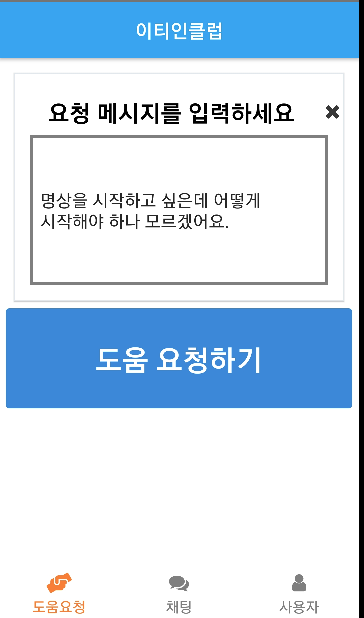 이티인클럽
요청 메시지를 입력하세요
명상을 시작하고 싶은데 어떻게
시작해야 하나 모르겠어요.
도움 요청하기
도움요청
채팅
사용자